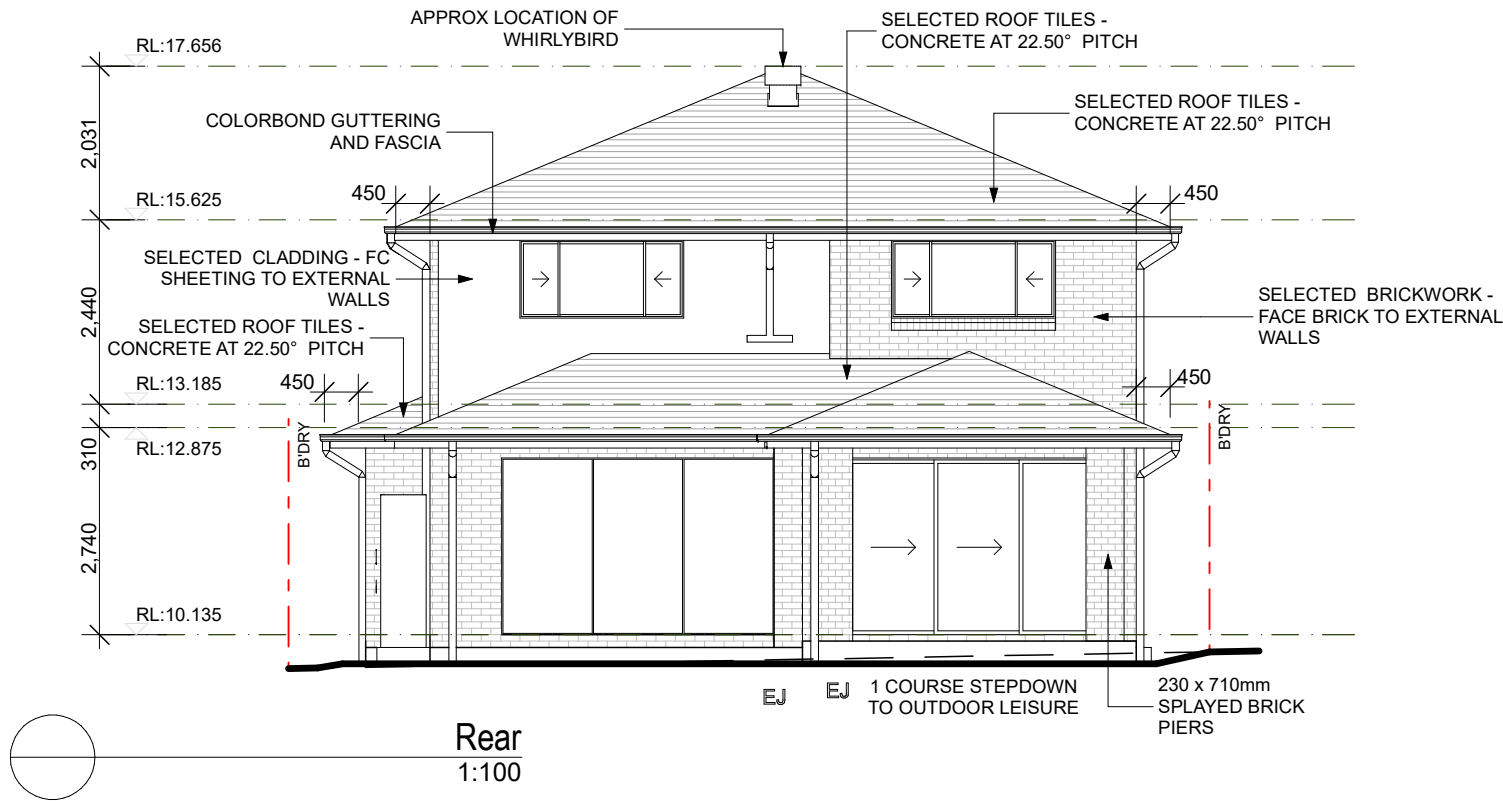 APPROX LOCATION OF
WHIRLYBIRD
SELECTED ROOF TILES -
CONCRETE AT 22.50° PITCH
RL:17.656
SELECTED ROOF TILES -
CONCRETE AT 22.50° PITCH
COLORBOND GUTTERING
AND FASCIA
2,031
RL:15.625
450
450
SELECTED CLADDING - FC
SHEETING TO EXTERNAL
WALLS
2,440
SELECTED BRICKWORK -
FACE BRICK TO EXTERNAL
WALLS
SELECTED ROOF TILES -
CONCRETE AT 22.50° PITCH
RL:13.185
450
450
310
RL:12.875
B'DRY
B'DRY
2,740
RL:10.135
EJ
EJ
1 COURSE STEPDOWN
TO OUTDOOR LEISURE
230 x 710mm
SPLAYED BRICK
PIERS
Rear
1:100